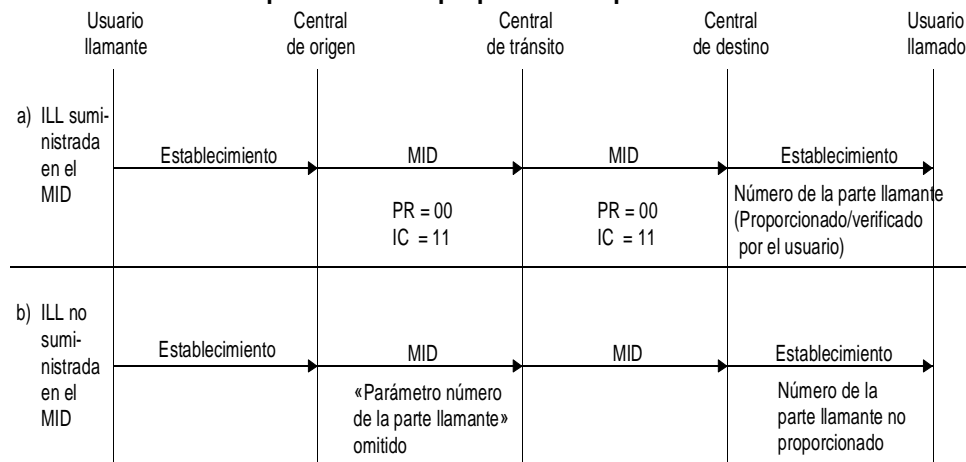 Usuario llamante
Central de origen
Central de tránsito
Central de destino
Usuario llamado
a) ILL sumi-
nistrada
en el
MID
Establecimiento
MID
MID
Establecimiento
PR = 00
IC = 11
PR = 00
IC = 11
Número de la parte llamante
(Proporcionado/verificado
por el usuario)
b) ILL no
sumi-
nistrada
en el
MID
Establecimiento
MID
MID
Establecimiento
«Parámetro número
de la parte llamante»
omitido
Número de la
parte llamante no
proporcionado